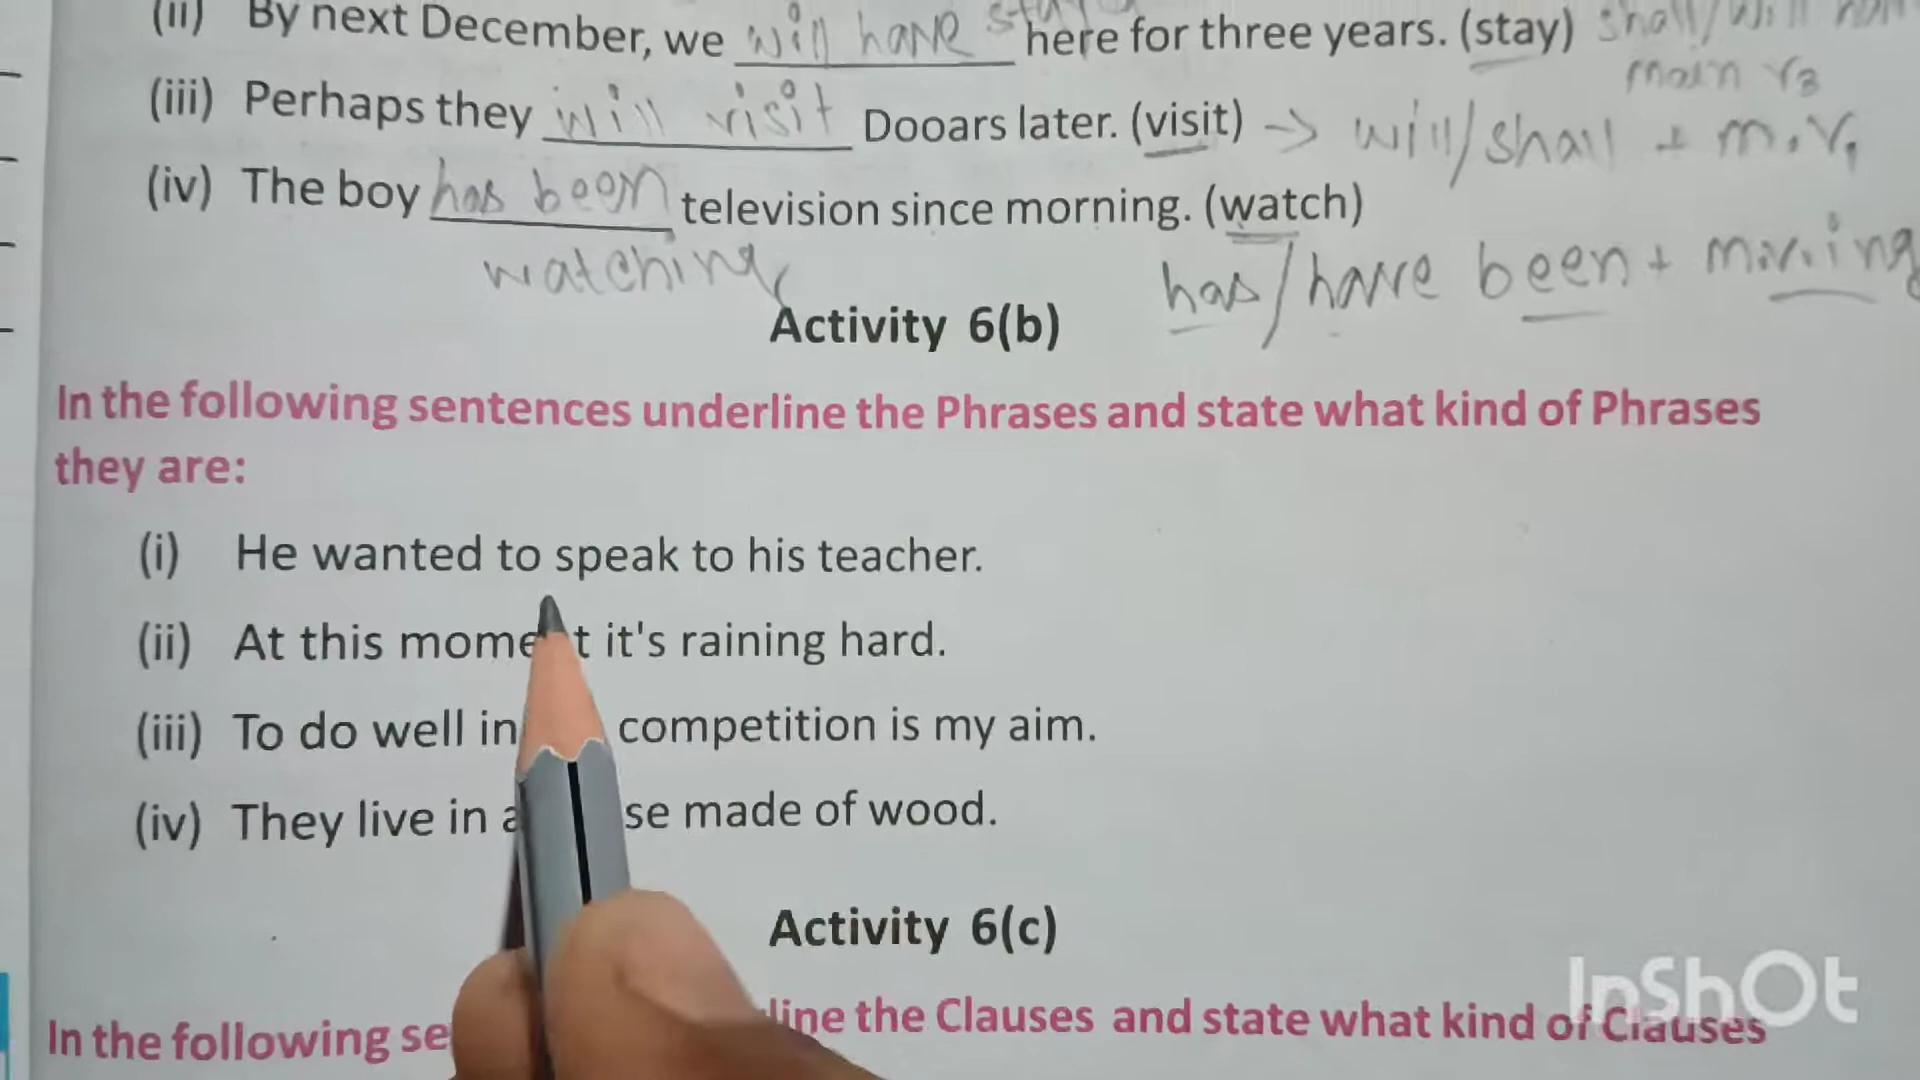 (ii) By next December, we will have here for three years. (stay) shall/will
main v3
(iii) Perhaps they will visit Dooars later. (visit) → will/shall + m.v1
(iv) The boy has been television since morning. (watch)
watching has/have been + m.v.ing
Activity 6(b)
In the following sentences underline the Phrases and state what kind of Phrases
they are:
(i) He wanted to speak to his teacher.
(ii) At this mome t it's raining hard.
(iii) To do well in competition is my aim.
(iv) They live in a se made of wood.
Activity 6(c)
In the following se line the Clauses and state what kind of Clauses
InShOt